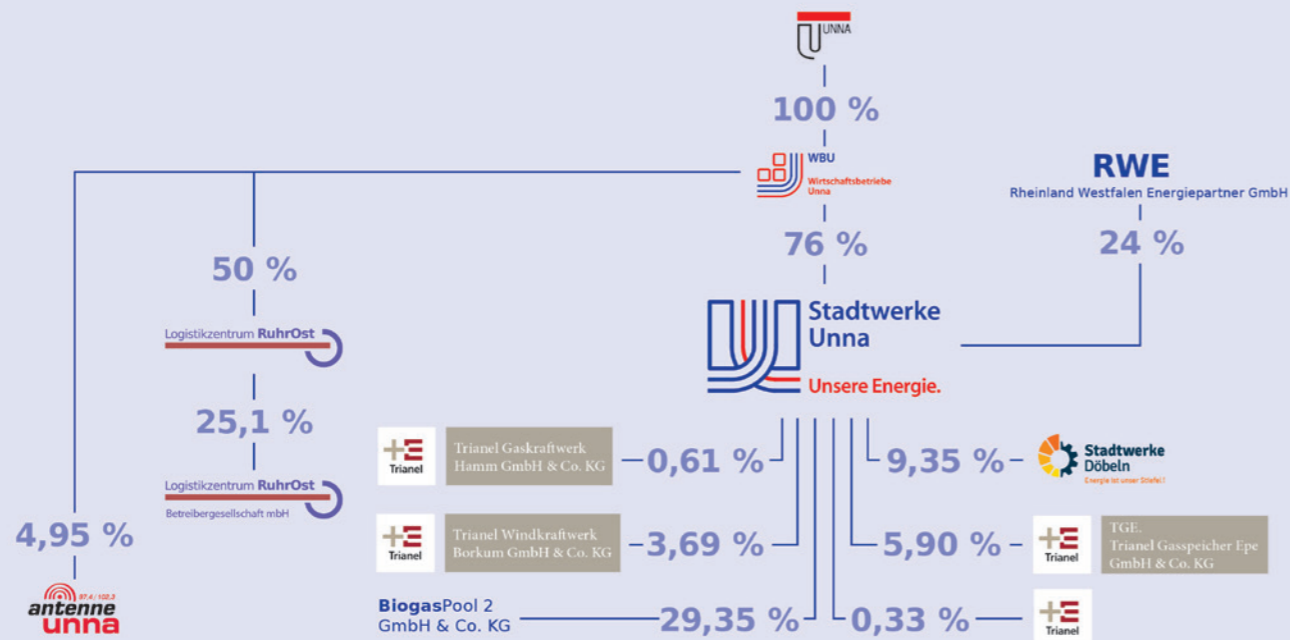 UNNA
100 %
WBU
Wirtschaftsbetriebe
Unna
RWE
Rheinland Westfalen Energiepartner GmbH
76 %
24 %
50 %
Logistikzentrum RuhrOst
25,1 %
Logistikzentrum RuhrOst
Betreibergesellschaft mbH
4,95 %
87.4 / 102.3
antenne
unna
Stadtwerke
Unna
Unsere Energie.
Trianel
Trianel Gaskraftwerk
Hamm GmbH & Co. KG
0,61 %
9,35 %
Stadtwerke
Döbeln
Energie ist unser Stiefel!
Trianel
Trianel Windkraftwerk
Borkum GmbH & Co. KG
3,69 %
5,90 %
Trianel
TGE.
Trianel Gasspeicher Epe
GmbH & Co. KG
BiogasPool 2
GmbH & Co. KG
29,35 %
0,33 %
Trianel